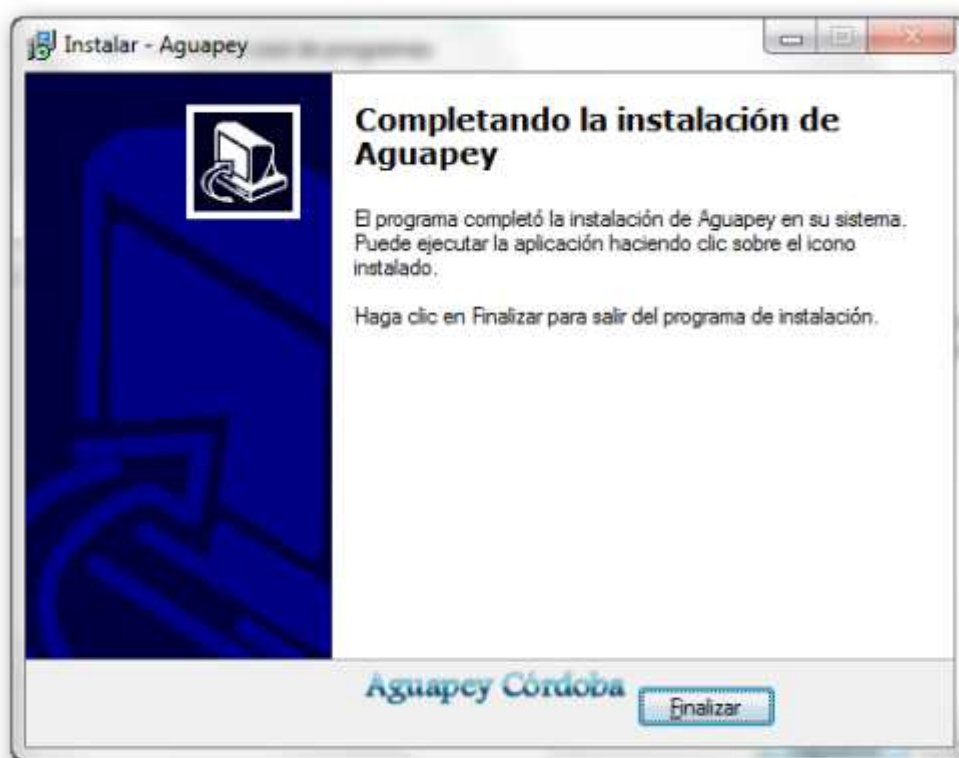 Instalar - Aguapey
Completando la instalación de
Aguapey
El programa completó la instalación de Aguapey en su sistema.
Puede ejecutar la aplicación haciendo clic sobre el icono
instalado.
Haga clic en Finalizar para salir del programa de instalación.
Aguapey Córdoba
Finalizar